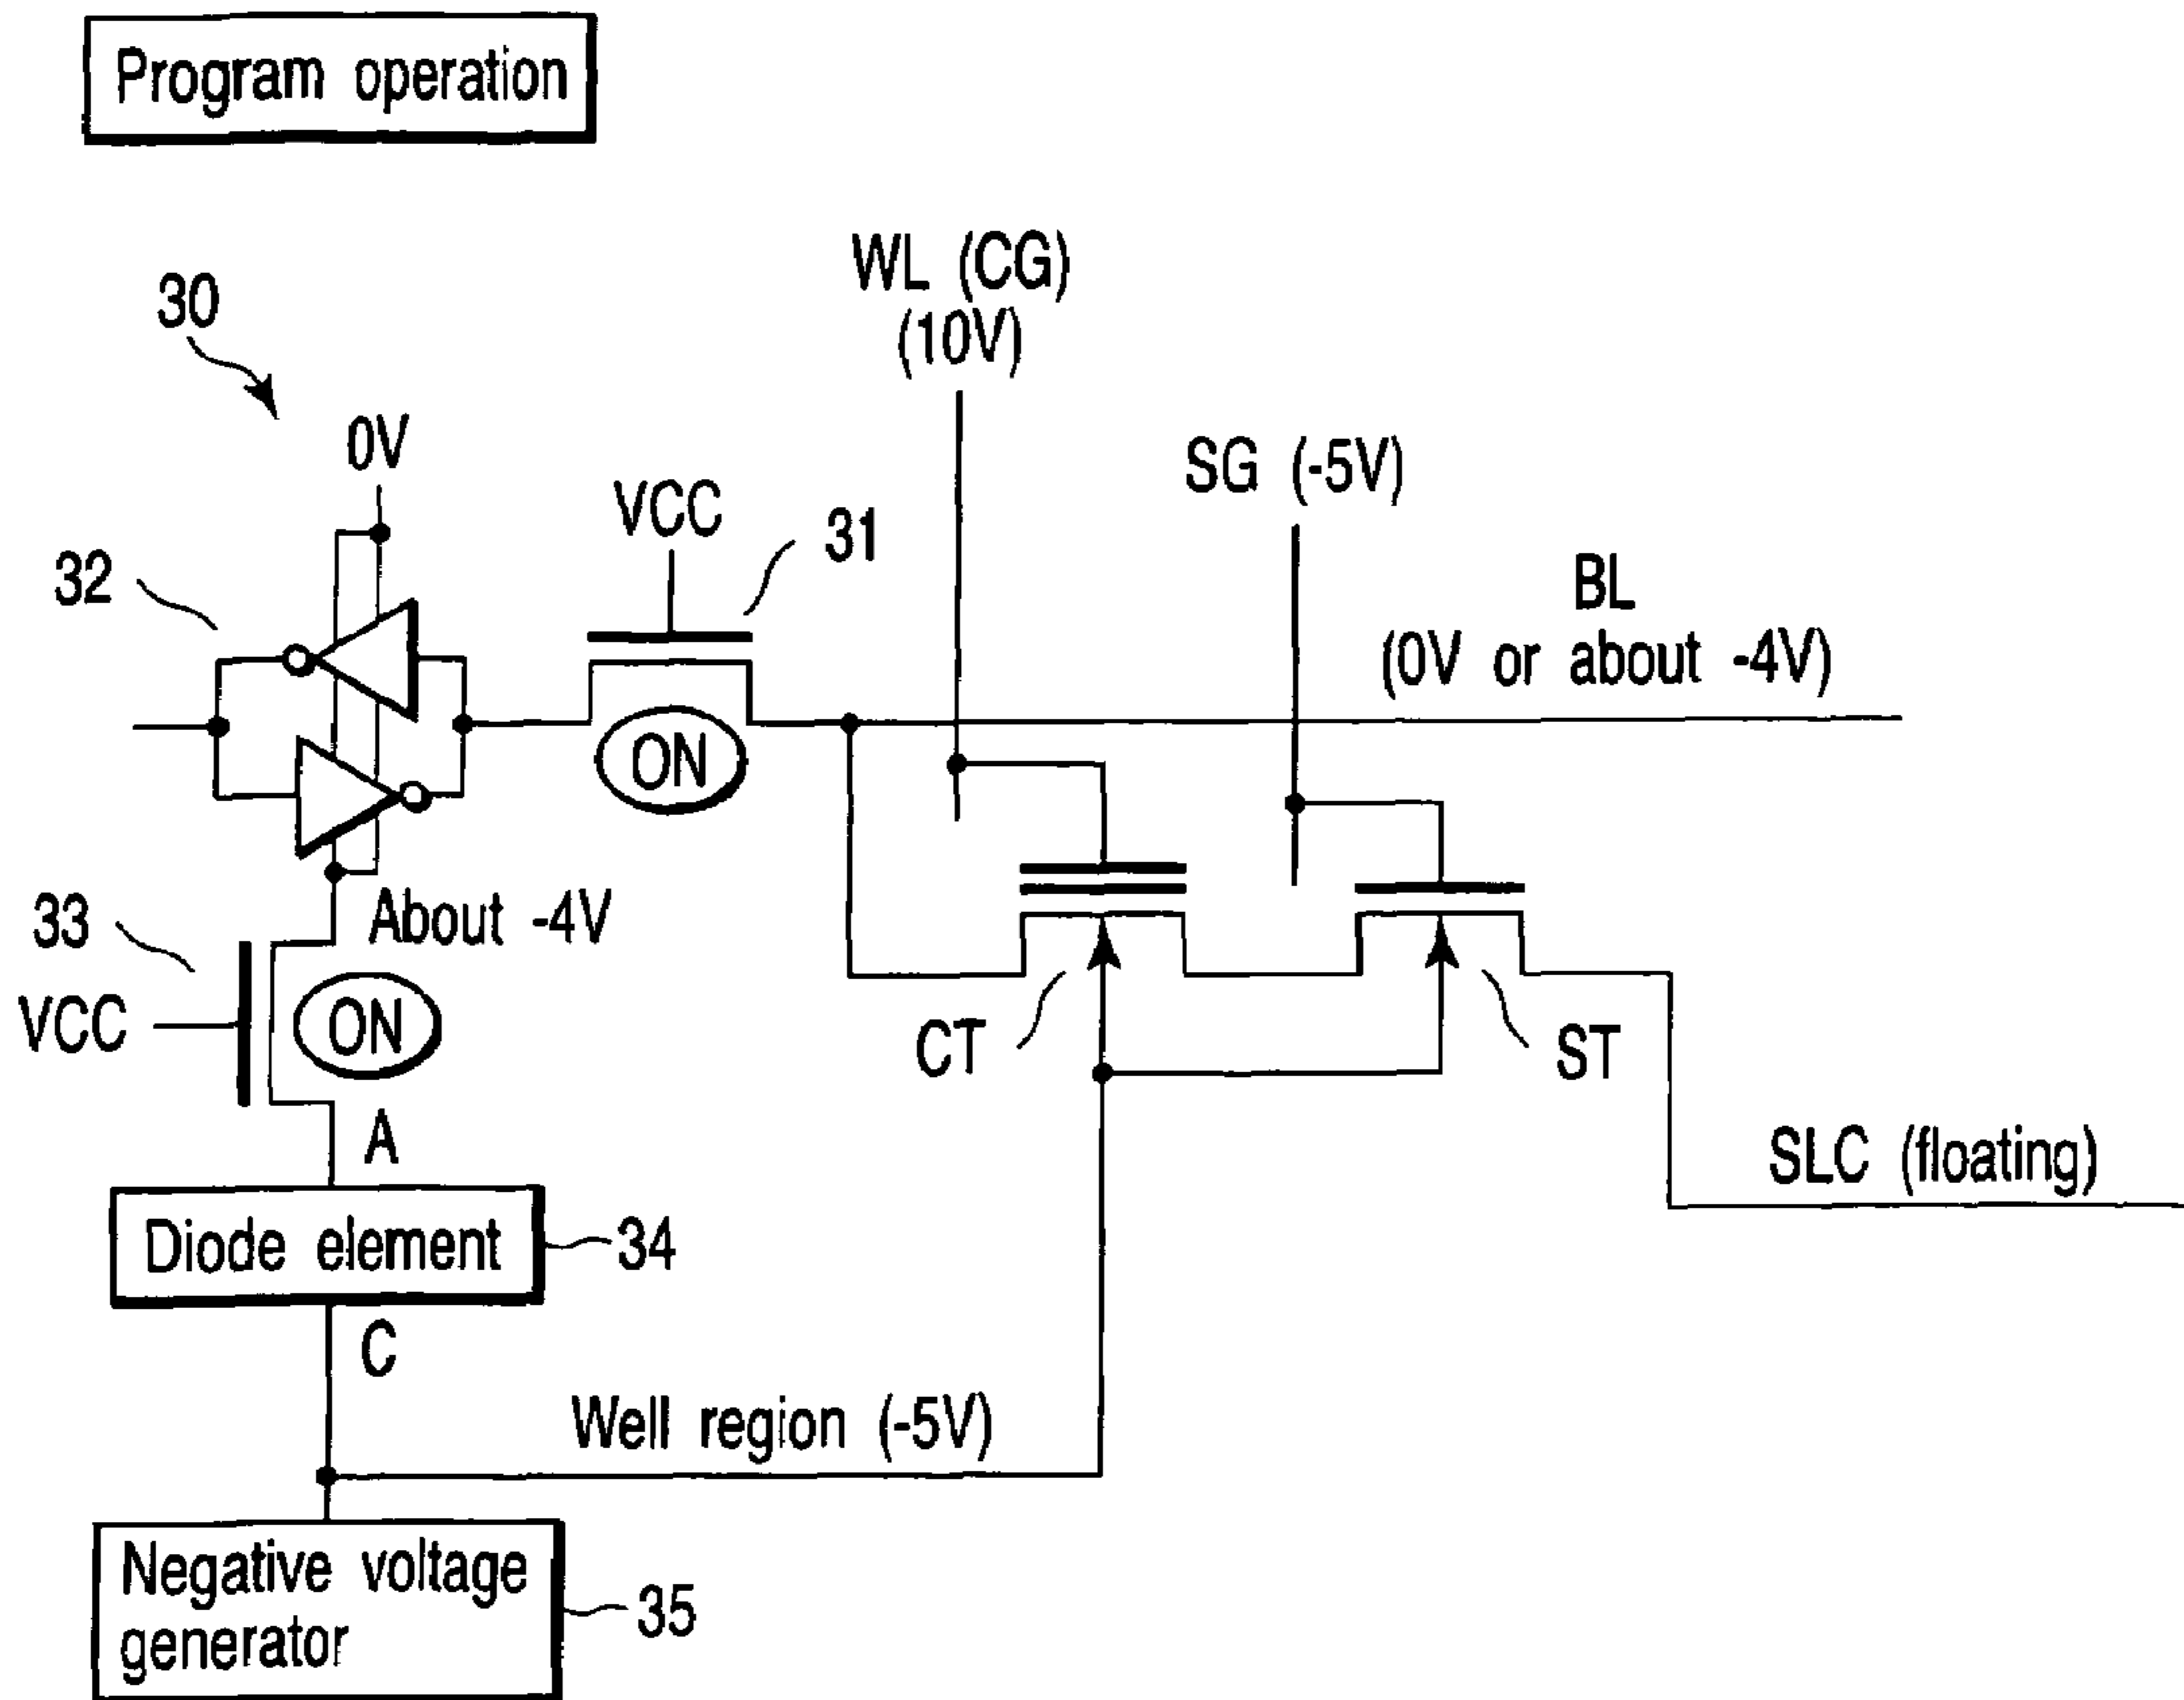 Program operation
WL (CG)
(10V)
30
0V
SG (-5V)
VCC
31
32
BL
(0V or about -4V)
ON
33
About -4V
VCC
ON
CT
ST
A
SLC (floating)
Diode element
34
C
Well region (-5V)
Negative voltage
generator
35